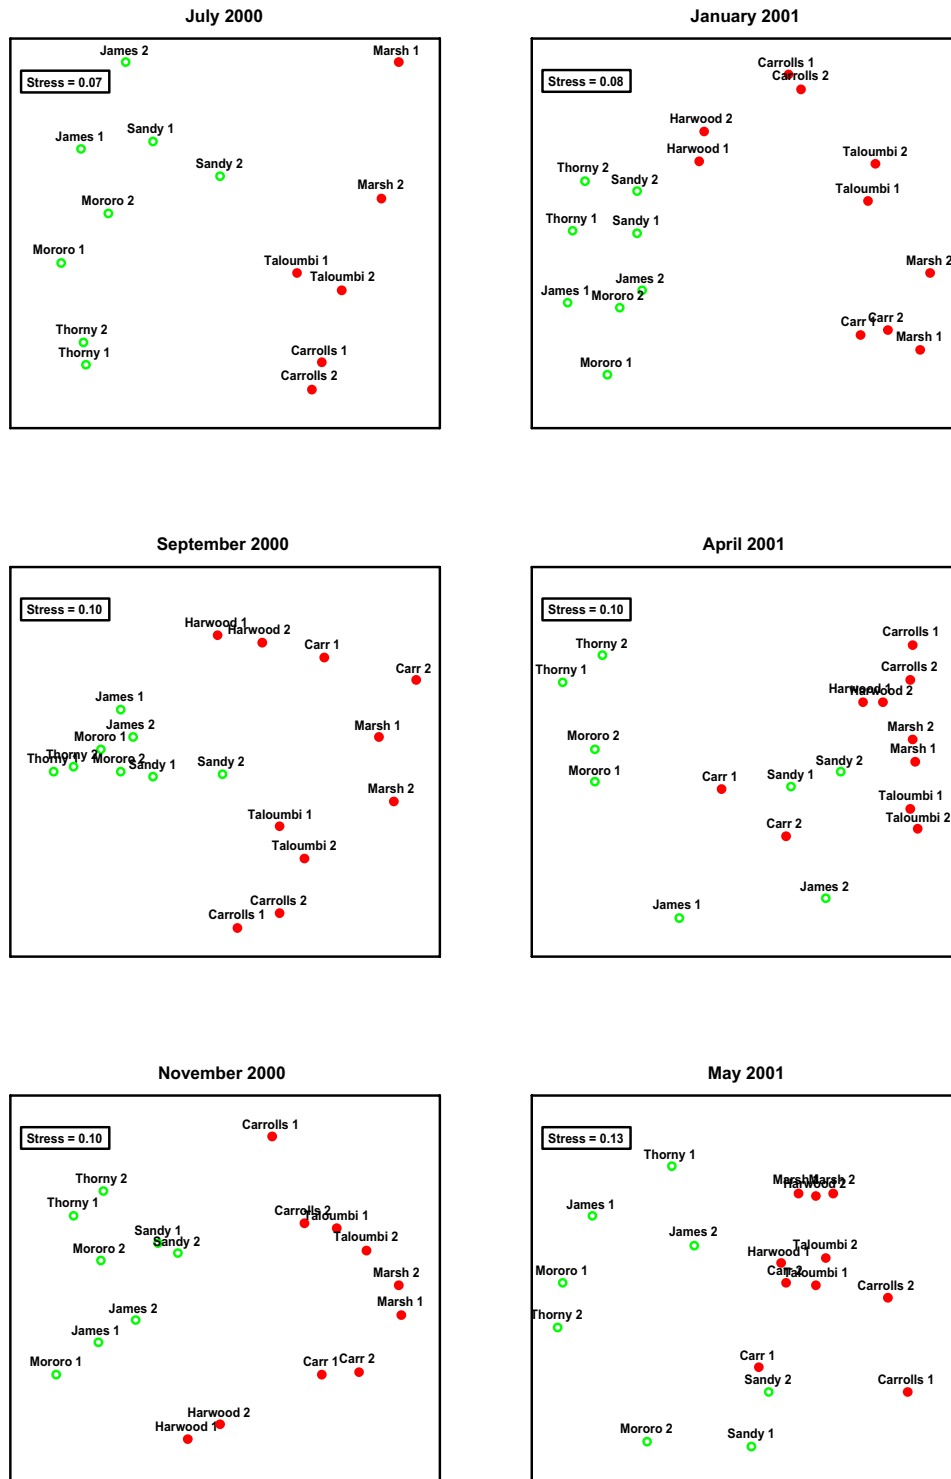 July 2000
James 2
Marsh 1
Stress = 0.07
Sandy 1
James 1
Sandy 2
Marsh 2
Mororo 2
Mororo 1
Taloumbi 1
Taloumbi 2
Thorny 2
Thorny 1
Carrolls 1
Carrolls 2
January 2001
Carrolls 1
Carrolls 2
Stress = 0.08
Harwood 2
Harwood 1
Taloumbi 2
Thorny 2
Sandy 2
Taloumbi 1
Thorny 1
Sandy 1
Marsh 2
James 2
James 1
Mororo 2
Carr 2
Carr 1
Marsh 1
Mororo 1
September 2000
Stress = 0.10
Harwood 1
Harwood 2
Carr 1
Carr 2
James 1
James 2
Marsh 1
Mororo 1
Thorny 2
Thorny 1
Mororo 2
Sandy 1
Sandy 2
Marsh 2
Taloumbi 1
Taloumbi 2
Carrolls 2
Carrolls 1
April 2001
Stress = 0.10
Carrolls 1
Thorny 2
Thorny 1
Carrolls 2
Harwood 1
Harwood 2
Marsh 2
Mororo 2
Marsh 1
Mororo 1
Sandy 2
Sandy 1
Carr 1
Taloumbi 1
Taloumbi 2
Carr 2
James 2
James 1
November 2000
Carrolls 1
Stress = 0.10
Thorny 2
Thorny 1
Carrolls 2
Taloumbi 1
Sandy 1
Sandy 2
Taloumbi 2
Mororo 2
Marsh 2
Marsh 1
James 2
James 1
Mororo 1
Carr 1
Carr 2
Harwood 2
Harwood 1
May 2001
Stress = 0.13
Thorny 1
Marsh 1
Marsh 2
Harwood 2
James 1
James 2
Taloumbi 2
Harwood 1
Mororo 1
Carr 2
Taloumbi 1
Carrolls 2
Thorny 2
Carr 1
Sandy 2
Carrolls 1
Mororo 2
Sandy 1